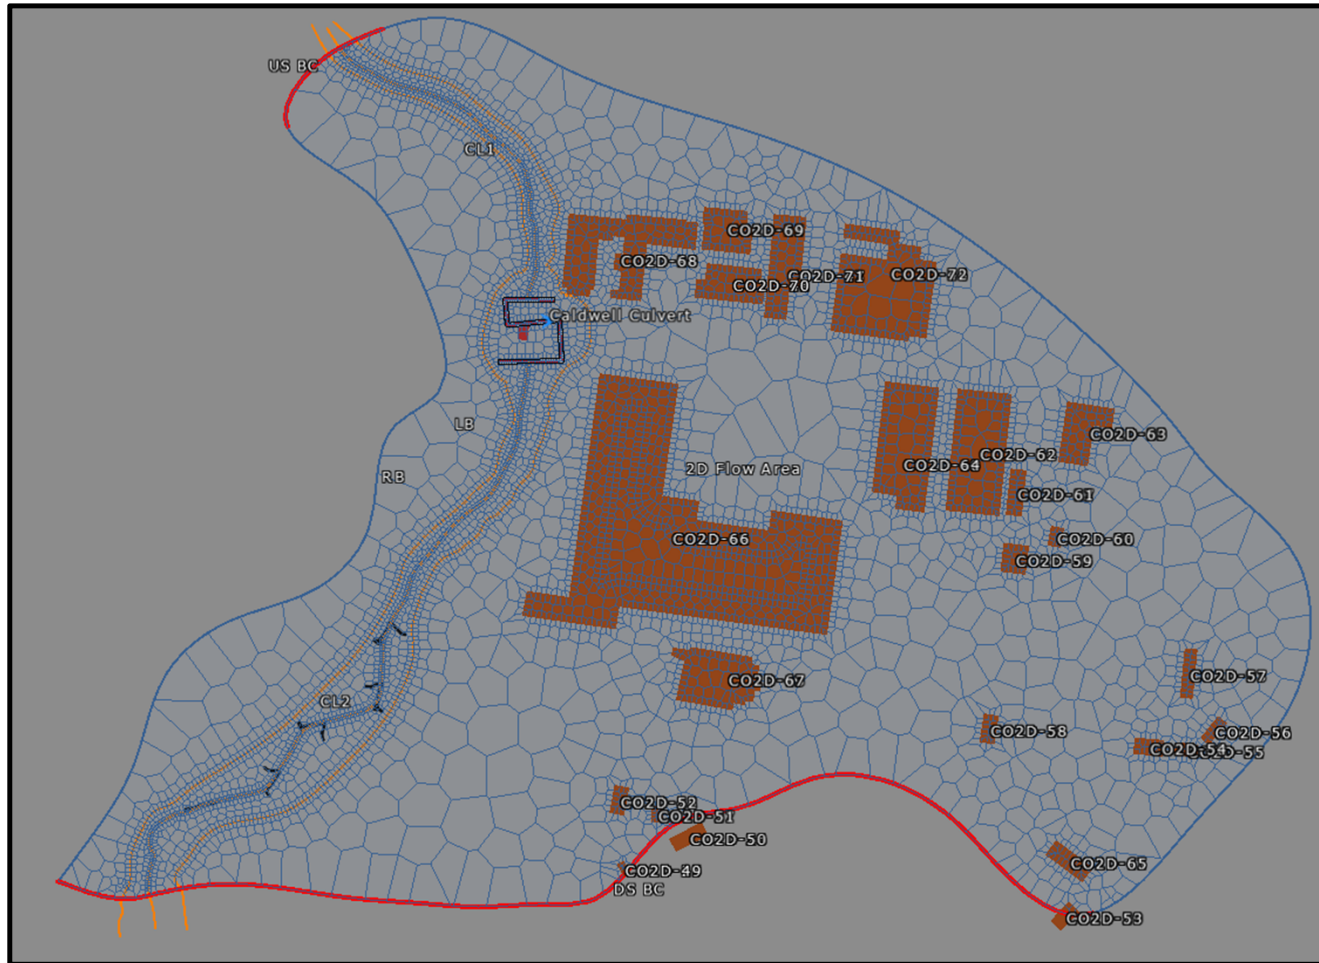 US BC
CL1
CO2D-69
CO2D-68
CO2D-71
CO2D-72
CO2D-70
Caldwell Culvert
LB
CO2D-63
CO2D-62
CO2D-64
2D Flow Area
RB
CO2D-61
CO2D-66
CO2D-60
CO2D-59
CO2D-57
CO2D-67
CL2
CO2D-58
CO2D-56
CO2D-54
CO2D-55
CO2D-52
CO2D-51
CO2D-50
CO2D-65
CO2D-49
DS BC
CO2D-53